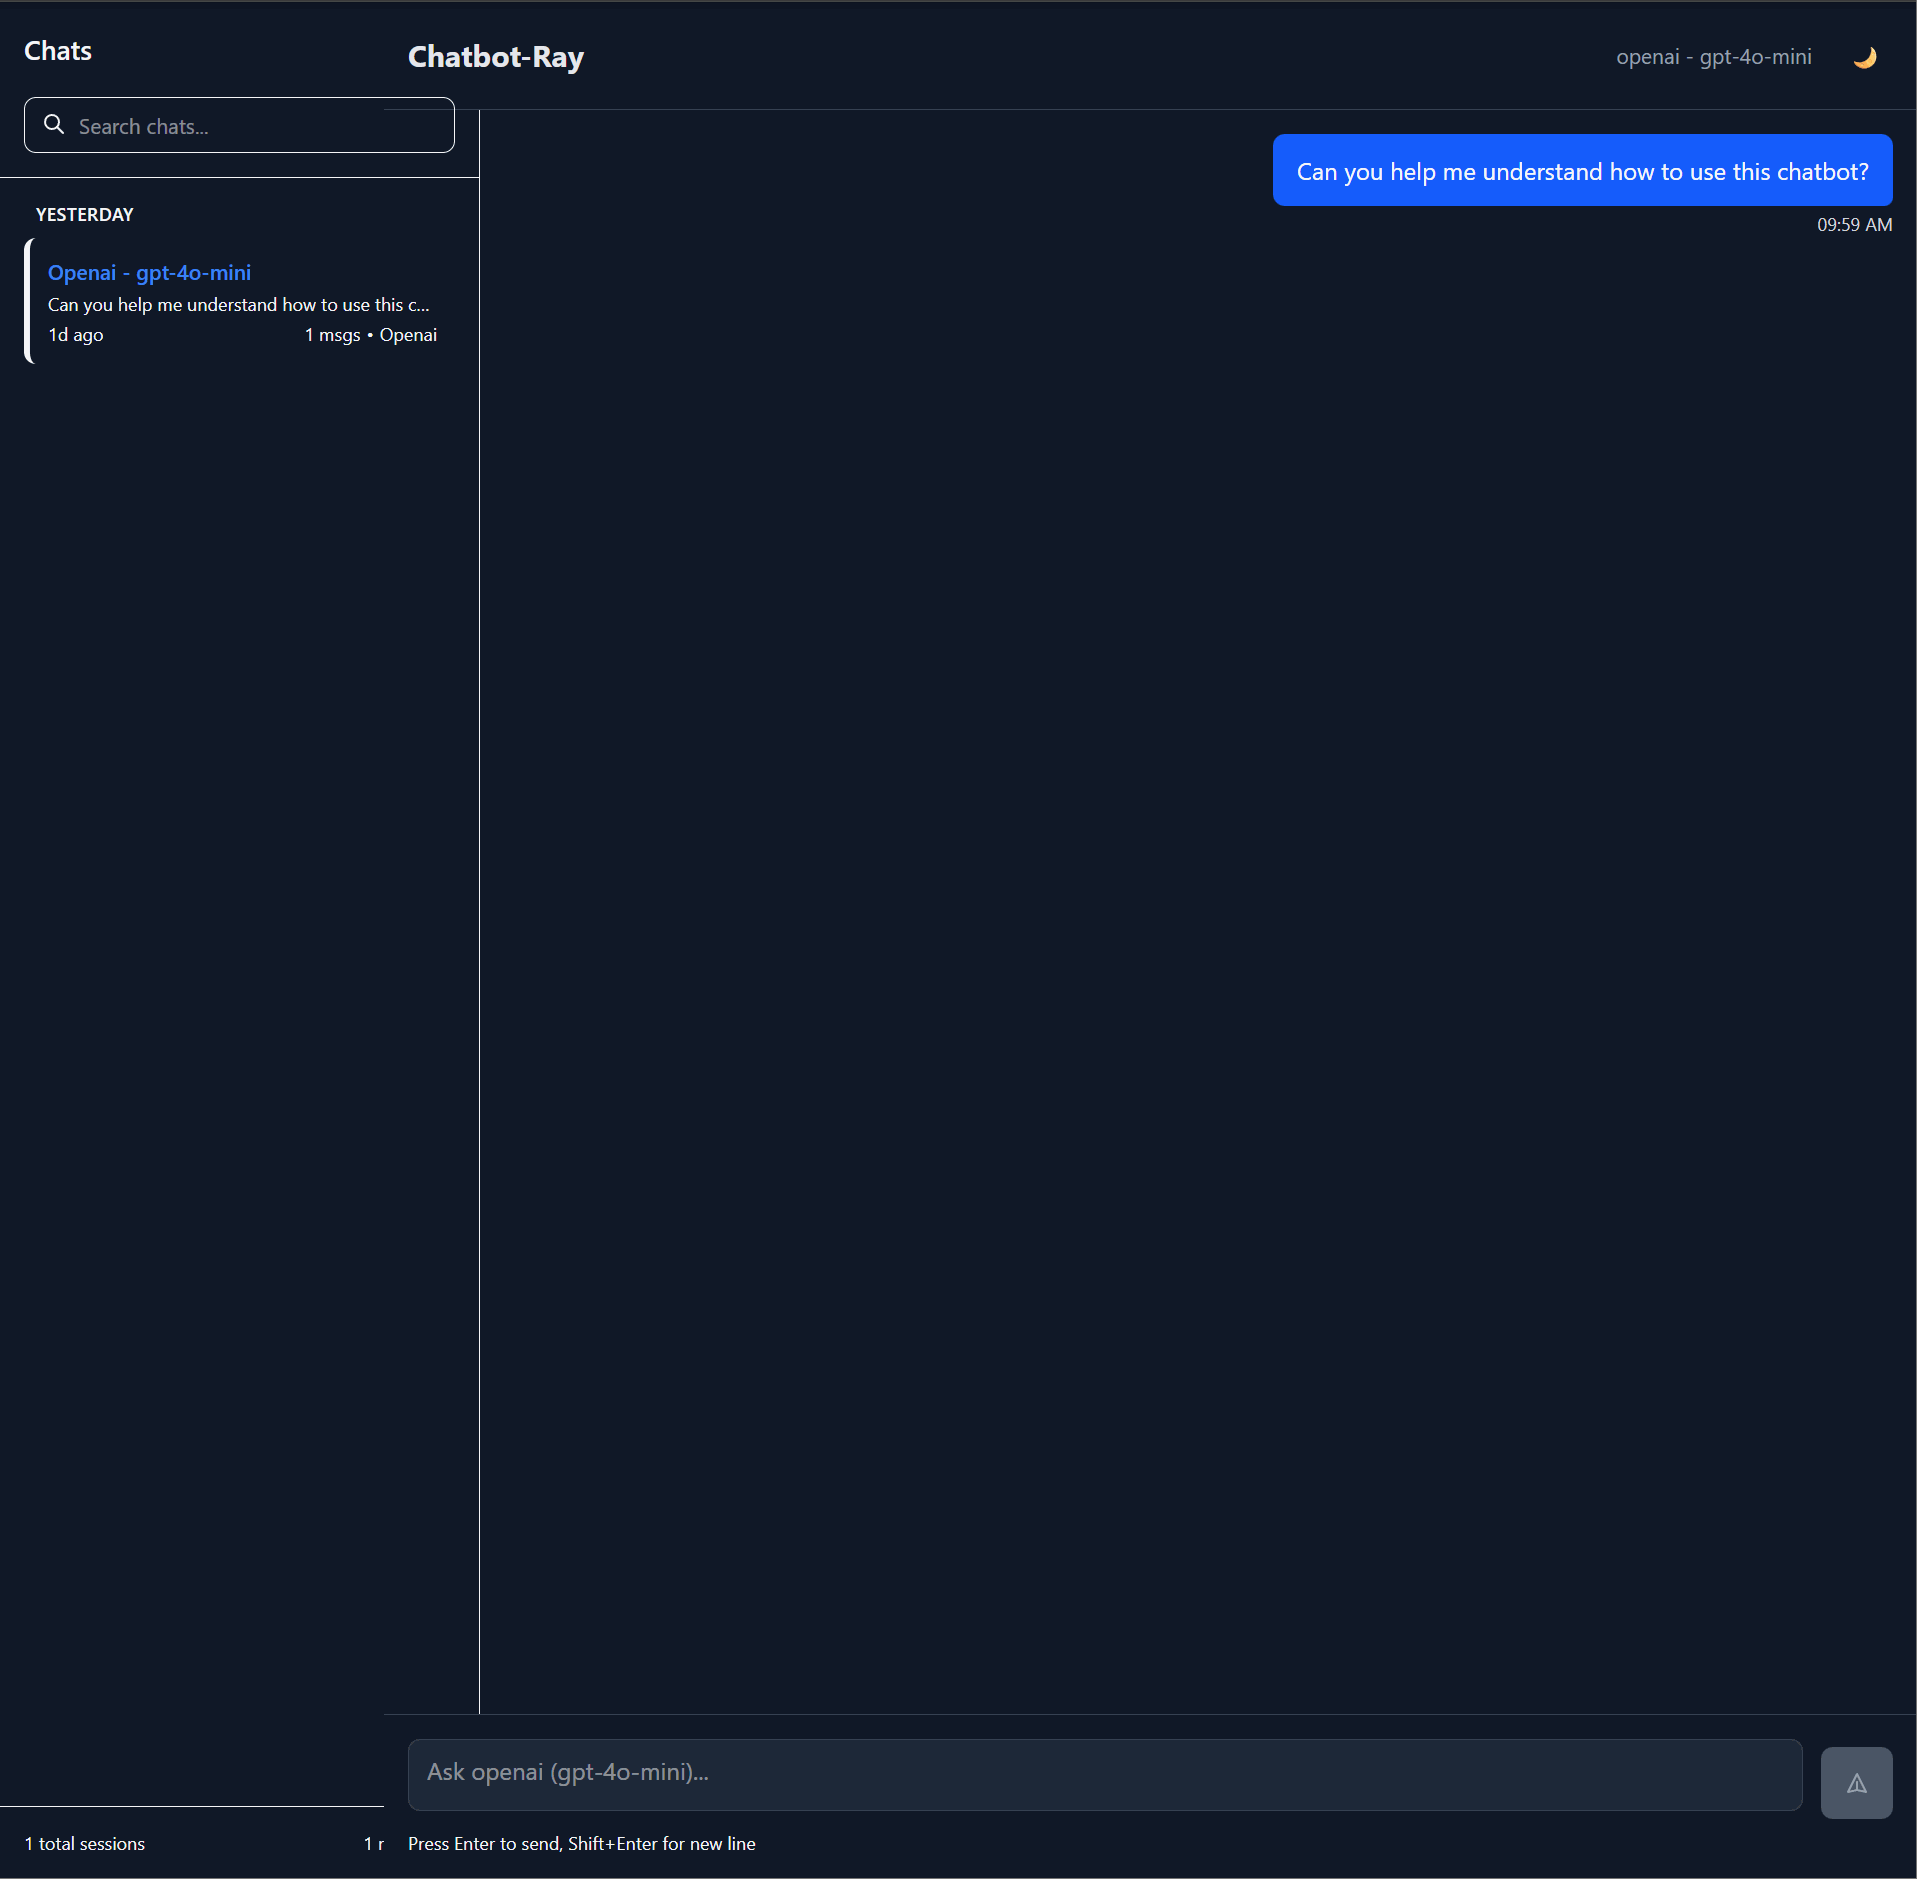 Chats
Search chats...
YESTERDAY
Openai - gpt-4o-mini
Can you help me understand how to use this c...
1d ago 1 msgs • Openai
1 total sessions 1
Chatbot-Ray
openai - gpt-4o-mini
Can you help me understand how to use this chatbot?
09:59 AM
Ask openai (gpt-4o-mini)...
Press Enter to send, Shift+Enter for new line